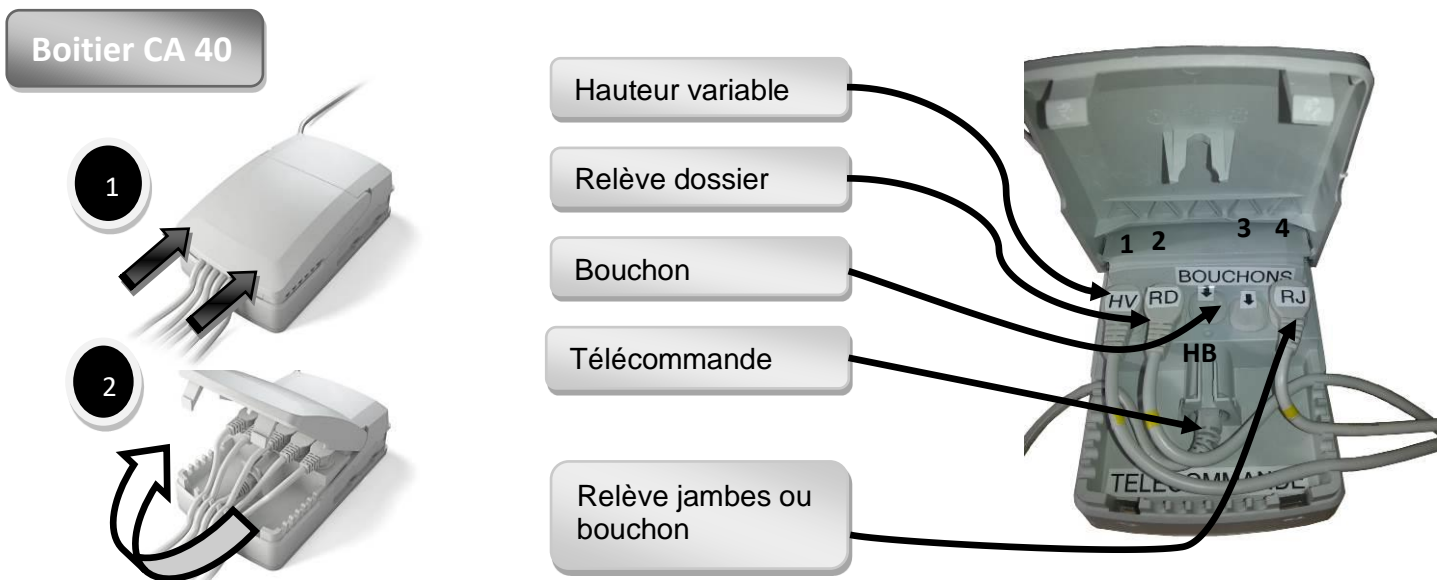 Boitier CA 40
1
2
Hauteur variable
Relève dossier
Bouchon
Télécommande
Relève jambes ou
bouchon
1 2 3 4
BOUCHONS
HV RD RJ
HB
TELECOMMANDE